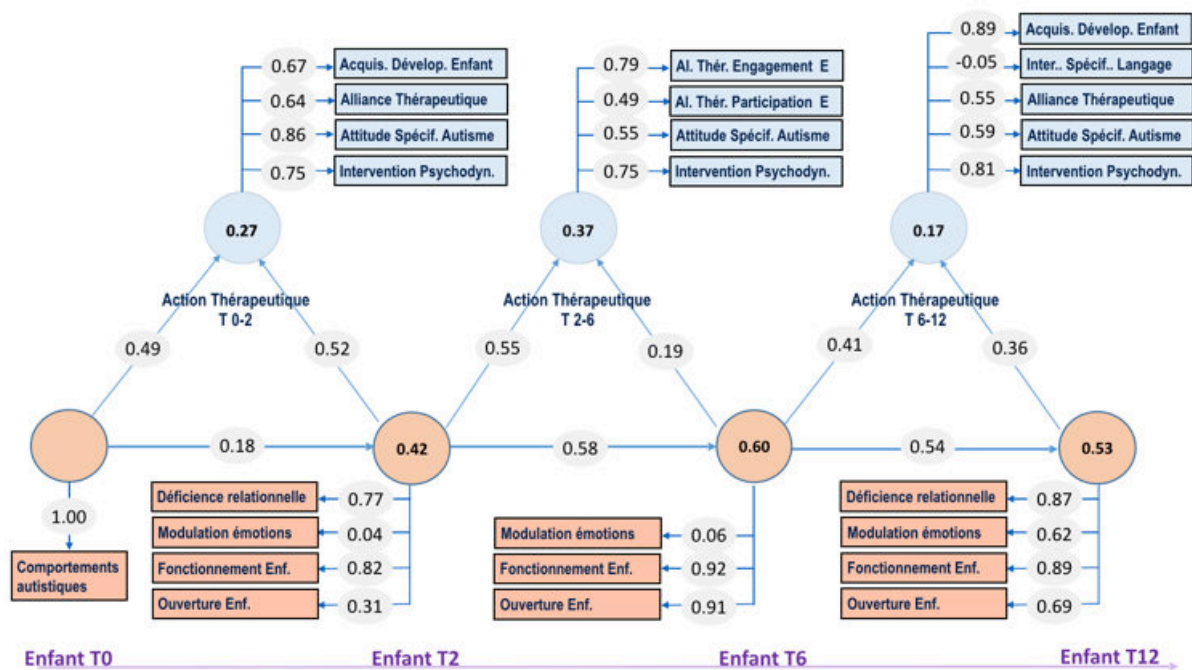 0.67 Acquis. Dévelop. Enfant
0.64 Alliance Thérapeutique
0.86 Attitude Spécif. Autisme
0.75 Intervention Psychodyn.
0.27
Action Thérapeutique
T 0-2
0.79 Al. Thér. Engagement E
0.49 Al. Thér. Participation E
0.55 Attitude Spécif. Autisme
0.75 Intervention Psychodyn.
0.37
Action Thérapeutique
T 2-6
0.89 Acquis. Dévelop. Enfant
-0.05 Inter.. Spécif.. Langage
0.55 Alliance Thérapeutique
0.59 Attitude Spécif. Autisme
0.81 Intervention Psychodyn.
0.17
Action Thérapeutique
T 6-12
0.49 0.52 0.55 0.19 0.41 0.36
0.18 0.42 0.58 0.60 0.54 0.53
1.00
Comportements
autistiques
Déficience relationnelle 0.77
Modulation émotions 0.04
Fonctionnement Enf. 0.82
Ouverture Enf. 0.31
Modulation émotions 0.06
Fonctionnement Enf. 0.92
Ouverture Enf. 0.91
Déficience relationnelle 0.87
Modulation émotions 0.62
Fonctionnement Enf. 0.89
Ouverture Enf. 0.69
Enfant T0 Enfant T2 Enfant T6 Enfant T12